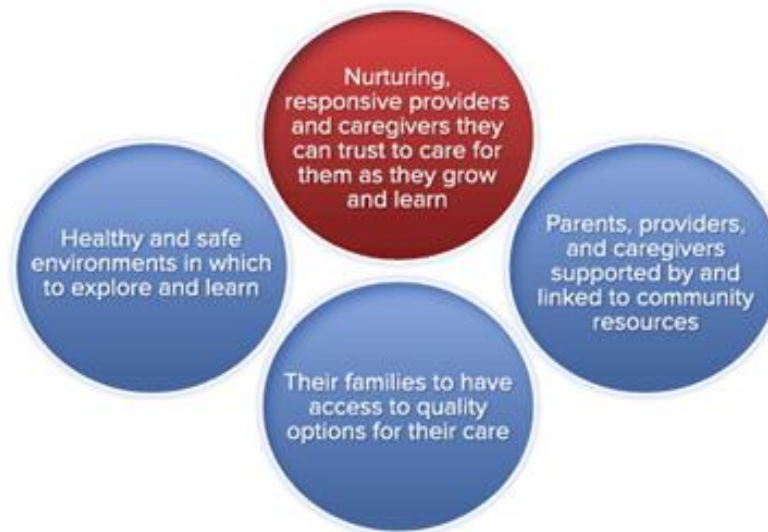 Nurturing,
responsive providers
and caregivers they
can trust to care for
them as they grow
and learn
Healthy and safe
environments in which
to explore and learn
Parents, providers,
and caregivers
supported by and
linked to community
resources
Their families to have
access to quality
options for their care